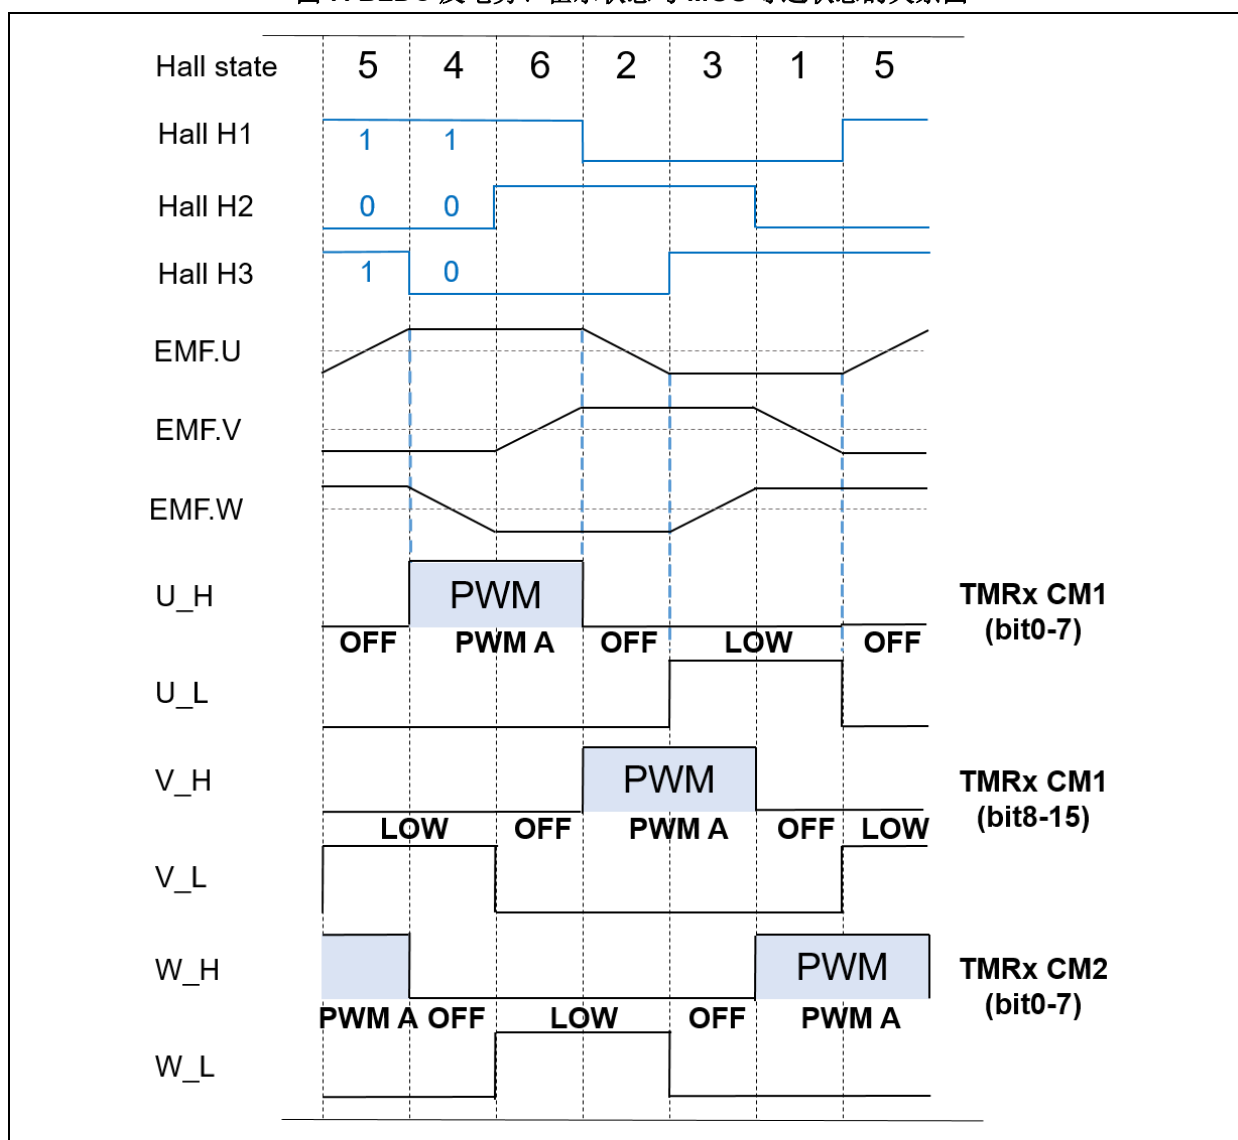 Hall state 5 4 6 2 3 1 5
Hall H1 1 1
Hall H2 0 0
Hall H3 1 0
EMF.U
EMF.V
EMF.W
U_H PWM TMRx CM1
(bit0-7)
OFF PWM A OFF LOW OFF
U_L
V_H PWM TMRx CM1
(bit8-15)
LOW OFF PWM A OFF LOW
V_L
W_H PWM TMRx CM2
(bit0-7)
PWM A OFF LOW OFF PWM A
W_L